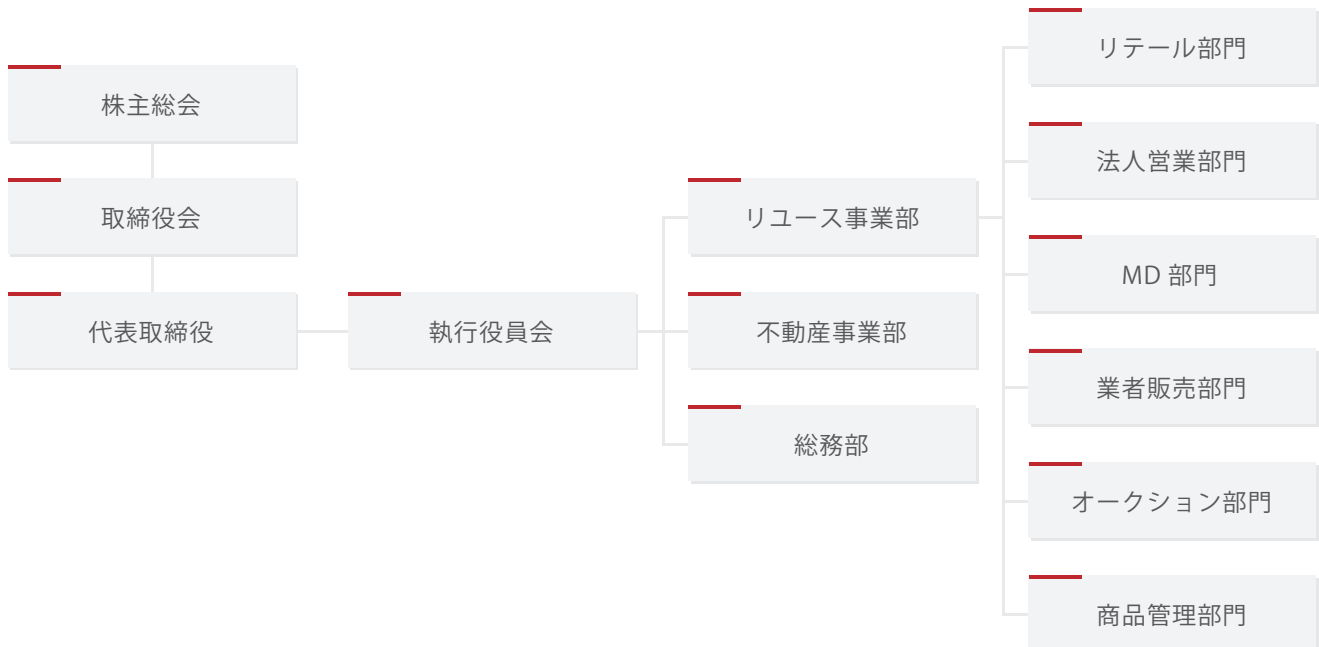 株主総会
取締役会
代表取締役
執行役員会
リユース事業部
不動産事業部
総務部
リテール部門
法人営業部門
MD 部門
業者販売部門
オークション部門
商品管理部門